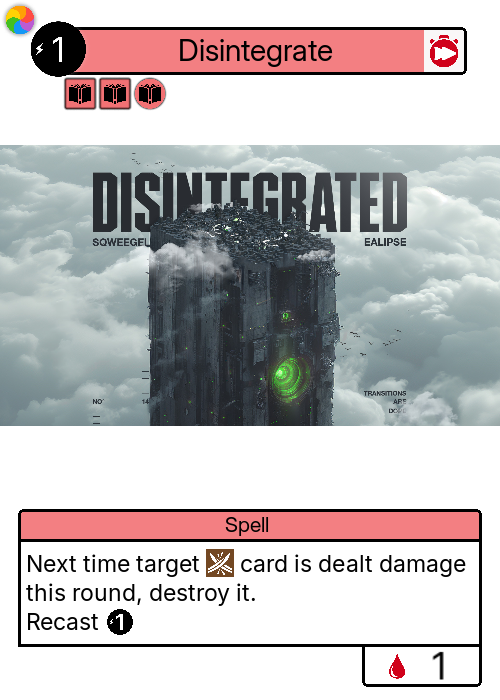 1 Disintegrate
DISINTEGRATED
EALIPSE
TRANSITIONS
ARE
Spell
Next time target card is dealt damage
this round, destroy it.
Recast 1
1